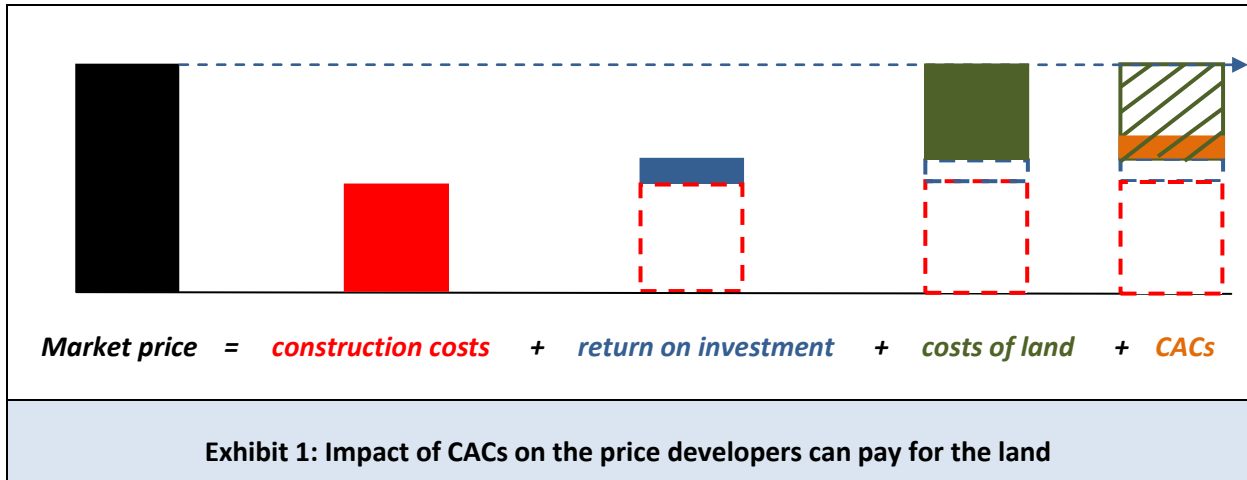 Market price = construction costs + return on investment + costs of land + CACs
Exhibit 1: Impact of CACs on the price developers can pay for the land